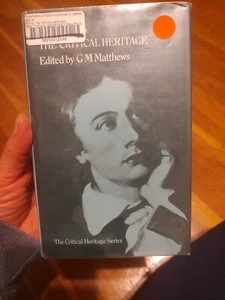 THE CRITICAL HERITAGE
Edited by G M Matthews
The Critical Heritage Series